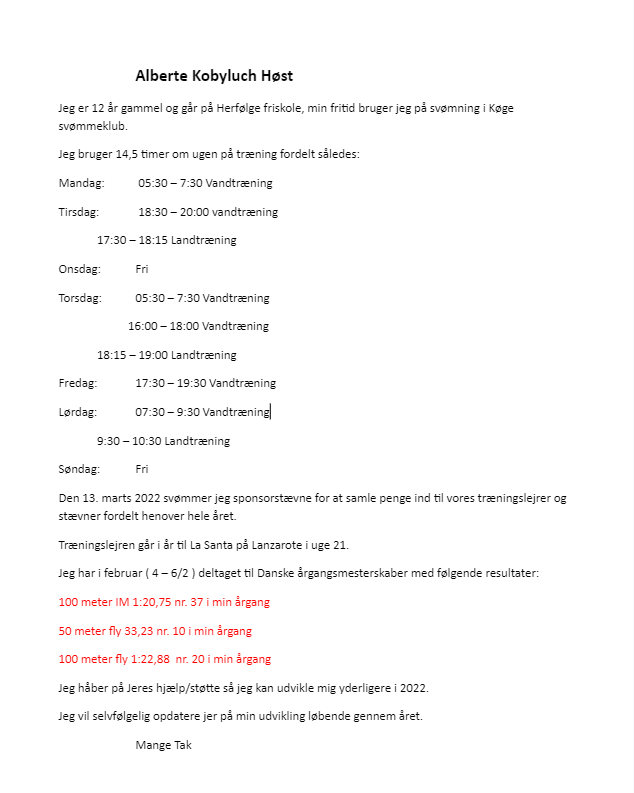 Alberte Kobyluch Høst
Jeg er 12 år gammel og går på Herfølge friskole, min fritid bruger jeg på svømning i Køge
svømmeklub.
Jeg bruger 14,5 timer om ugen på træning fordelt således:
Mandag: 05:30 – 7:30 Vandtræning
Tirsdag: 18:30 – 20:00 vandtræning
17:30 – 18:15 Landtræning
Onsdag: Fri
Torsdag: 05:30 – 7:30 Vandtræning
16:00 – 18:00 Vandtræning
18:15 – 19:00 Landtræning
Fredag: 17:30 – 19:30 Vandtræning
Lørdag: 07:30 – 9:30 Vandtræning
9:30 – 10:30 Landtræning
Søndag: Fri
Den 13. marts 2022 svømmer jeg sponsorstævne for at samle penge ind til vores træningslejrer og
stævner fordelt henover hele året.
Træningslejren går i år til La Santa på Lanzarote i uge 21.
Jeg har i februar ( 4 – 6/2 ) deltaget til Danske årgangsmesterskaber med følgende resultater:
100 meter IM 1:20,75 nr. 37 i min årgang
50 meter fly 33,23 nr. 10 i min årgang
100 meter fly 1:22,88  nr. 20 i min årgang
Jeg håber på Jeres hjælp/støtte så jeg kan udvikle mig yderligere i 2022.
Jeg vil selvfølgelig opdatere jer på min udvikling løbende gennem året.
Mange Tak